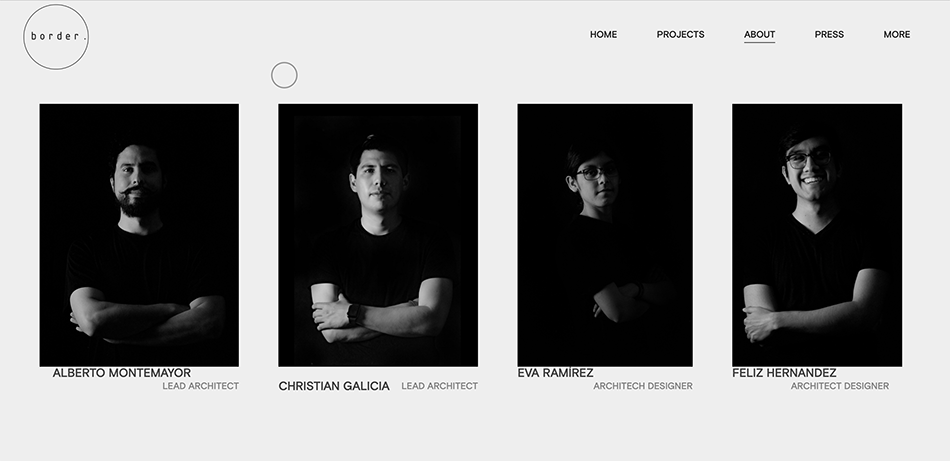 border.
HOME PROJECTS ABOUT PRESS MORE
ALBERTO MONTEMAYOR
LEAD ARCHITECT
CHRISTIAN GALICIA LEAD ARCHITECT
EVA RAMÍREZ
ARCHITECH DESIGNER
FELIZ HERNANDEZ
ARCHITECT DESIGNER